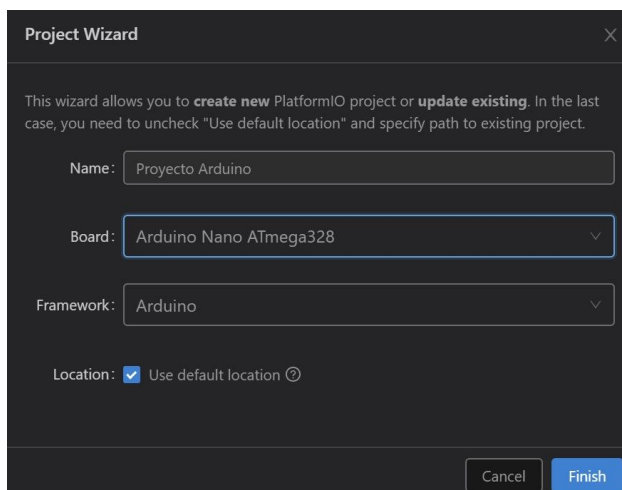 Project Wizard
This wizard allows you to create new PlatformIO project or update existing. In the last
case, you need to uncheck "Use default location" and specify path to existing project.
Name: Proyecto Arduino
Board: Arduino Nano ATmega328
Framework: Arduino
Location: Use default location
Cancel Finish